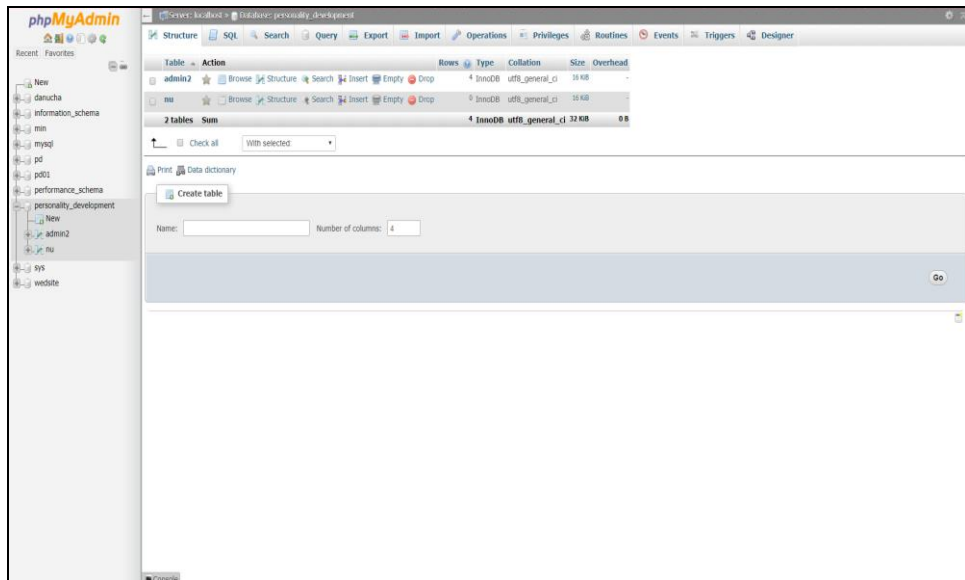 phpMyAdmin
Recent Favorites
New
danucha
information_schema
min
mysql
pd
pd01
performance_schema
personality_development
New
admin2
nu
sys
wedsite
Server: localhost » Database: personality_development
Structure SQL Search Query Export Import Operations Privileges Routines Events Triggers Designer
Table Action Rows Type Collation Size Overhead
admin2 Browse Structure Search Insert Empty Drop 4 InnoDB utf8_general_ci 16 KiB -
nu Browse Structure Search Insert Empty Drop 0 InnoDB utf8_general_ci 16 KiB -
2 tables Sum 4 InnoDB utf8_general_ci 32 KiB 0 B
Check all With selected:
Print Data dictionary
Create table
Name: Number of columns: 4
Go
Console